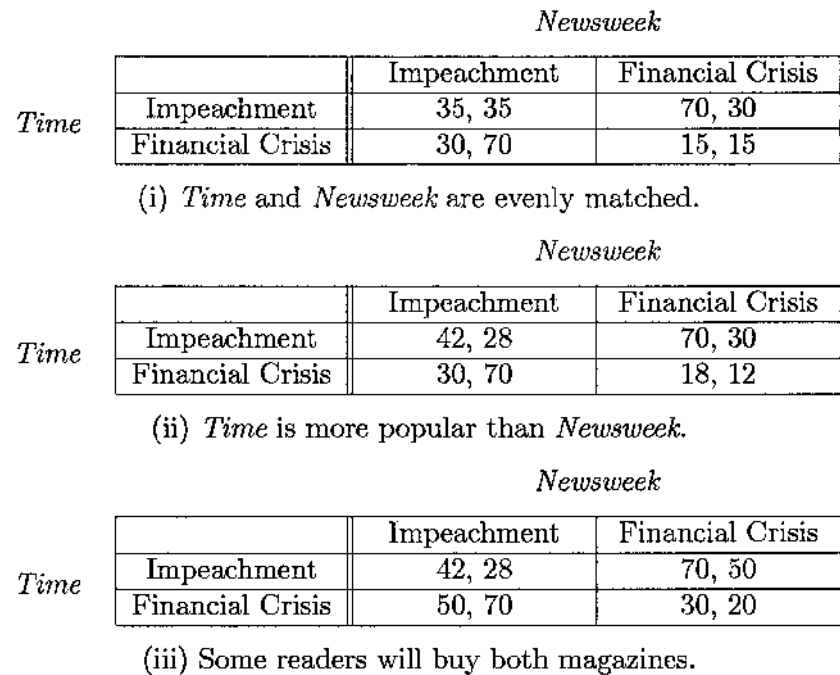 Newsweek
Impeachment Financial Crisis
Time
Impeachment 35, 35 70, 30
Financial Crisis 30, 70 15, 15
(i) Time and Newsweek are evenly matched.
Newsweek
Impeachment Financial Crisis
Time
Impeachment 42, 28 70, 30
Financial Crisis 30, 70 18, 12
(ii) Time is more popular than Newsweek.
Newsweek
Impeachment Financial Crisis
Time
Impeachment 42, 28 70, 50
Financial Crisis 50, 70 30, 20
(iii) Some readers will buy both magazines.